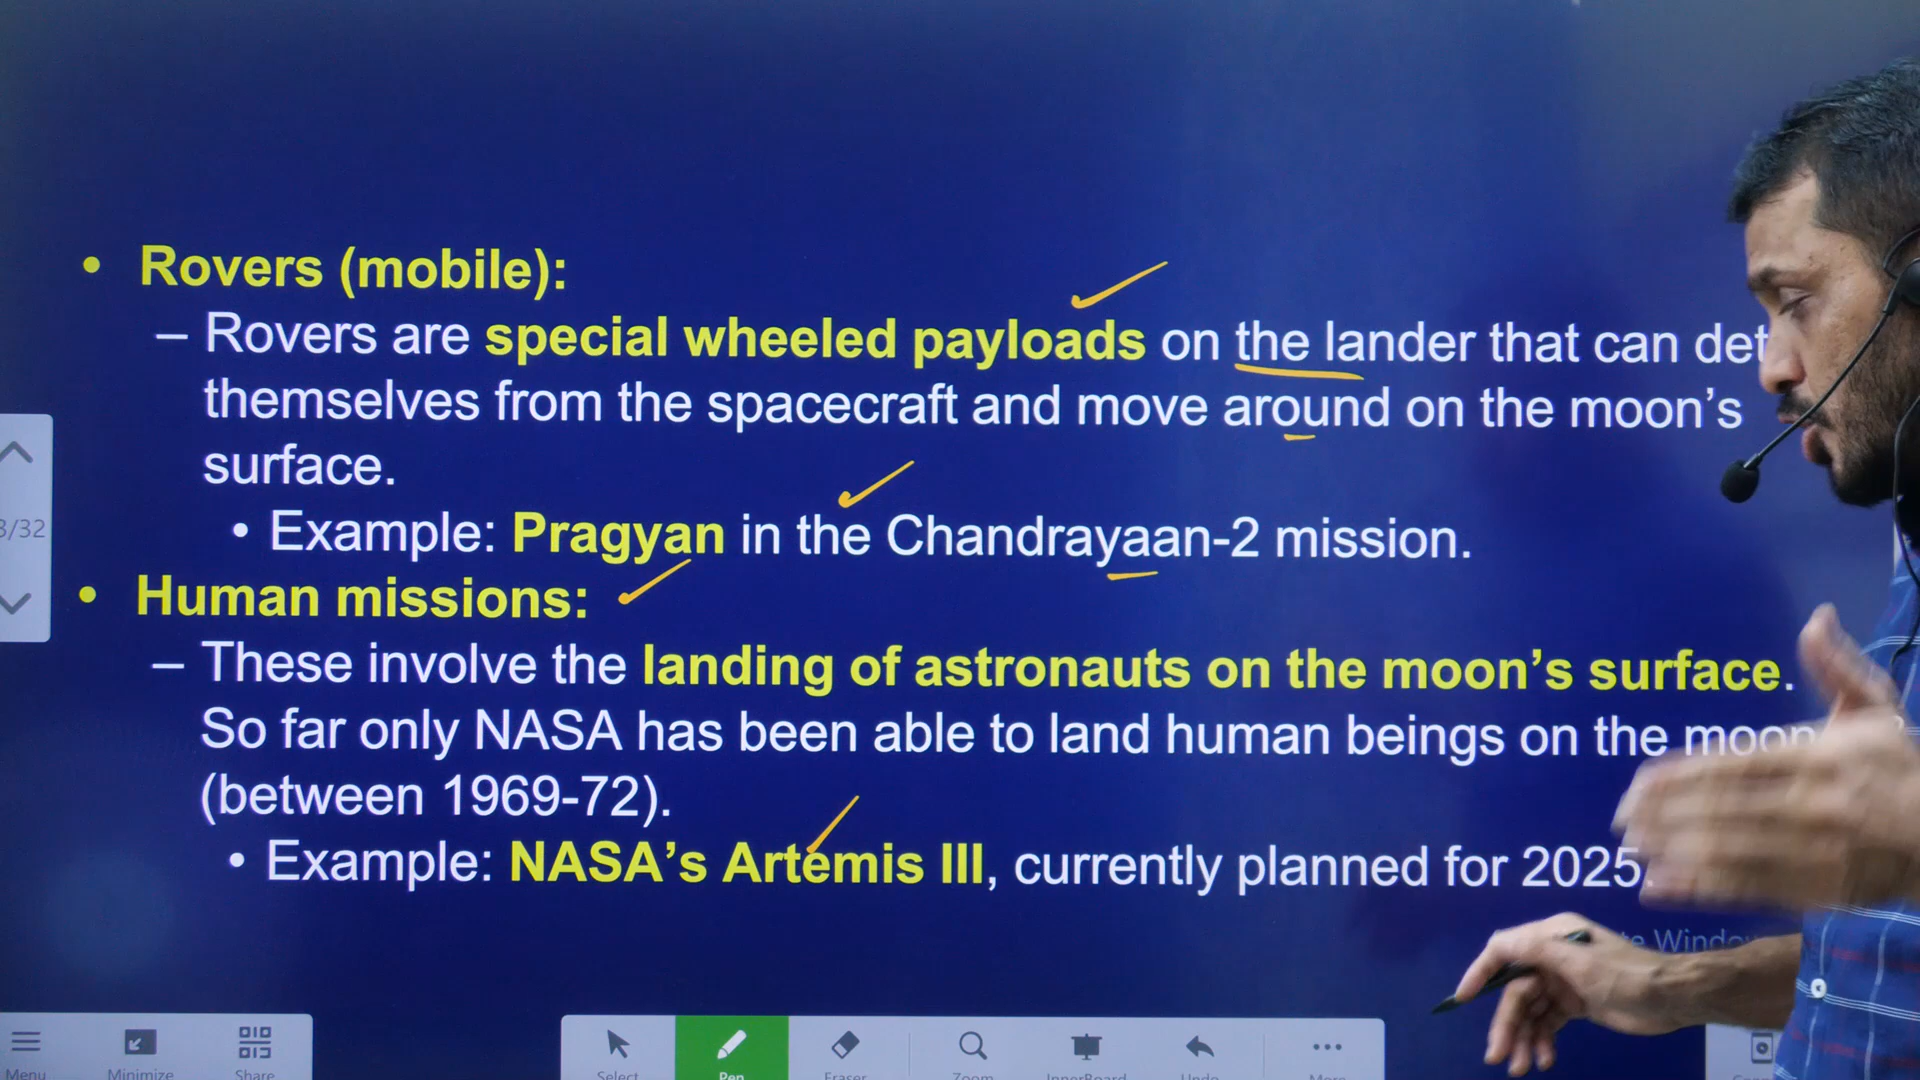 • Rovers (mobile):
– Rovers are special wheeled payloads on the lander that can det
themselves from the spacecraft and move around on the moon’s
surface.
• Example: Pragyan in the Chandrayaan-2 mission.
• Human missions:
– These involve the landing of astronauts on the moon’s surface.
So far only NASA has been able to land human beings on the moon
(between 1969-72).
• Example: NASA’s Artemis III, currently planned for 2025.
/32
Menu Minimize Share Select Pen Eraser Zoom InnerBoard Undo More